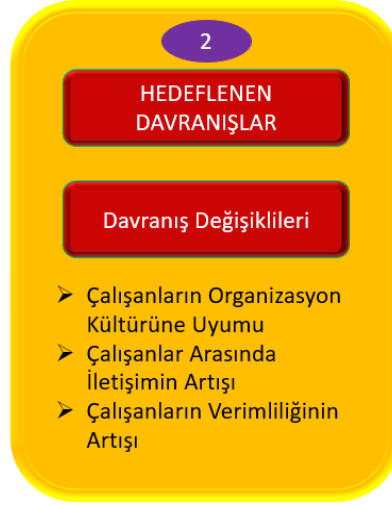 2
HEDEFLENEN
DAVRANIŞLAR
Davranış Değişiklileri
➢ Çalışanların Organizasyon
Kültürüne Uyumu
➢ Çalışanlar Arasında
İletişimin Artışı
➢ Çalışanların Verimliliğinin
Artışı